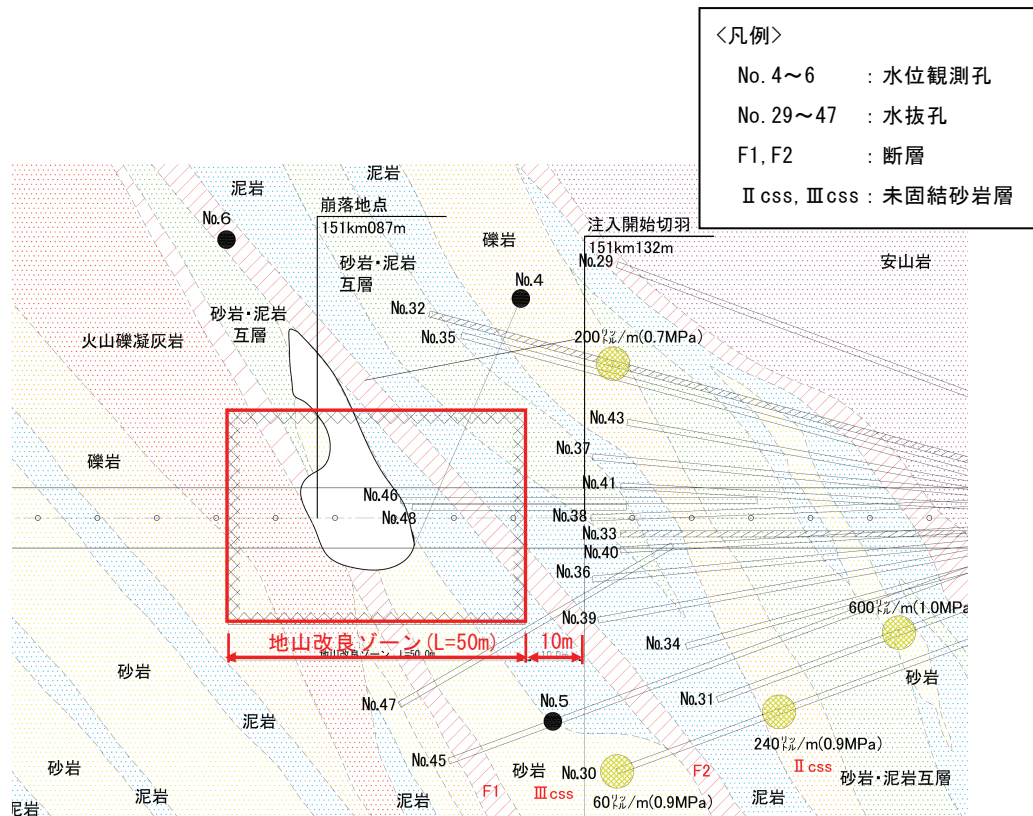 <凡例>
No.4～6 : 水位観測孔
No.29～47 : 水抜孔
F1,F2 : 断層
Ⅱcss,Ⅲcss : 未固結砂岩層
泥岩
泥岩
崩落地点
151km087m
No.6
礫岩
注入開始切羽
151km132m
No.29
安山岩
砂岩・泥岩
互層
No.4
No.32
砂岩・泥岩
互層
No.35
200㍑/m(0.7MPa)
火山礫凝灰岩
No.43
No.37
礫岩
No.41
No.46
No.48
No.38
No.33
No.40
No.36
No.39
600㍑/m(1.0MPa
地山改良ゾーン(L=50m)
10m
No.34
地山改良ゾーン L=50.0m
砂岩
砂岩
No.47
No.5
No.31
泥岩
240㍑/m(0.9MPa)
No.45
砂岩
No.30
F2
Ⅱcss
砂岩
砂岩・泥岩互層
F1
Ⅲcss
泥岩
泥岩
60㍑/m(0.9MPa)
泥岩
泥岩